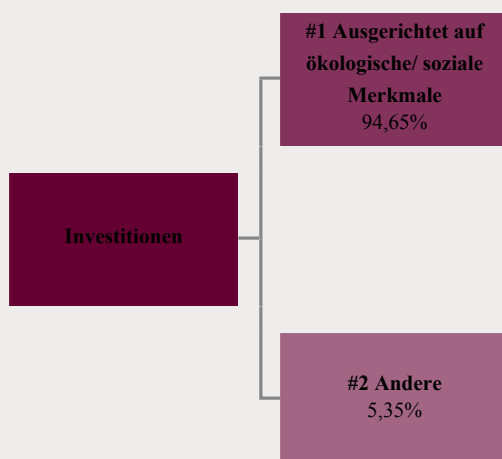 #1 Ausgerichtet auf
ökologische/ soziale
Merkmale
94,65%
Investitionen
#2 Andere
5,35%